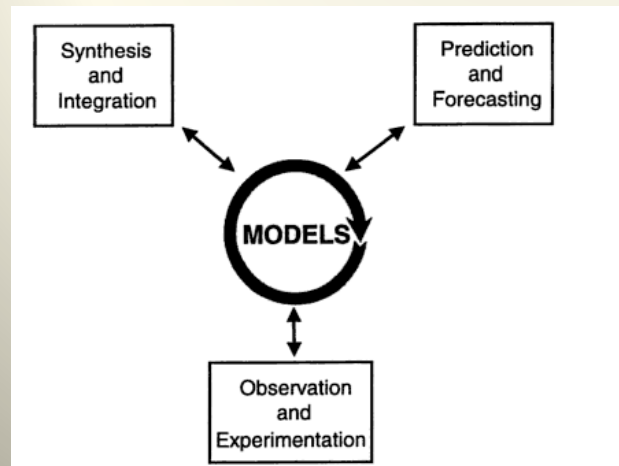 Synthesis
and
Integration
Prediction
and
Forecasting
MODELS
Observation
and
Experimentation